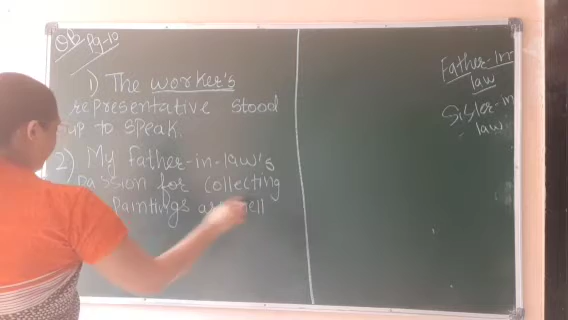 Pg-10
1) The worker's
representative stood
up to speak.
2) My father-in-law's
passion for collecting
paintings
Father-in
law
Sister-in
law